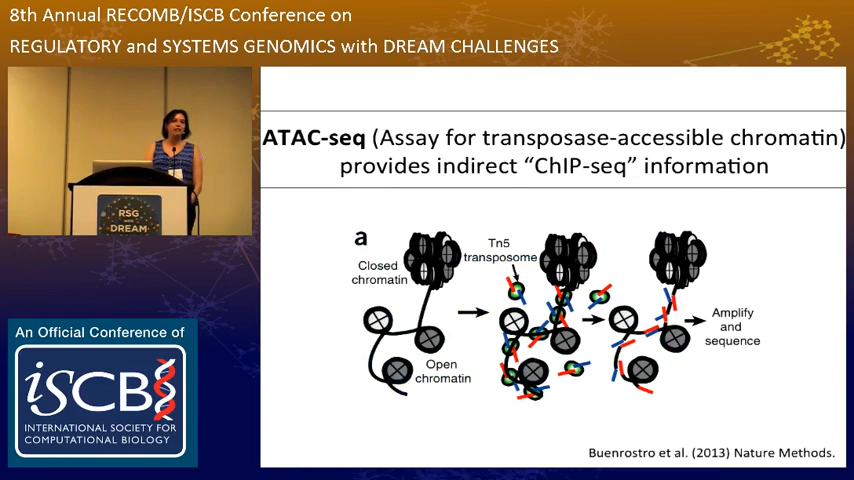 8th Annual RECOMB/ISCB Conference on
REGULATORY and SYSTEMS GENOMICS with DREAM CHALLENGES
RSG
with
DREAM
An Official Conference of
iSCB
INTERNATIONAL SOCIETY FOR
COMPUTATIONAL BIOLOGY
ATAC-seq (Assay for transposase-accessible chromatin)
provides indirect “ChIP-seq” information
a
Closed
chromatin
Open
chromatin
Tn5
transposome
Amplify
and
sequence
Buenrostro et al. (2013) Nature Methods.